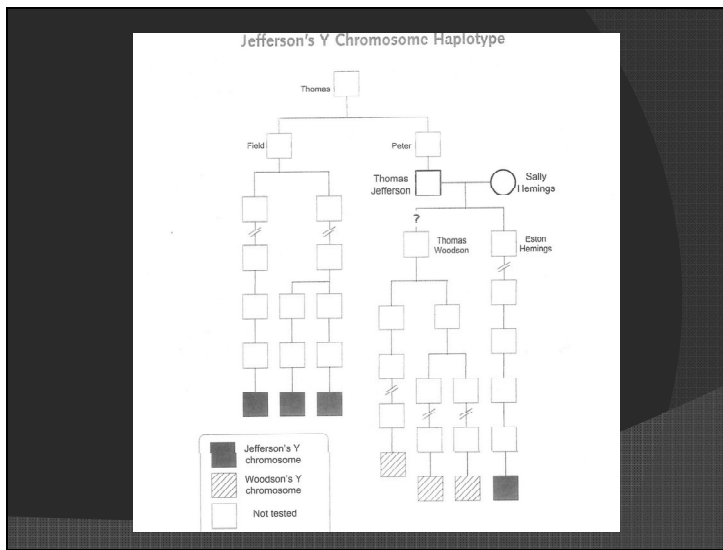 Jefferson's Y Chromosome Haplotype
Thomas
Field
Peter
Thomas
Jefferson
Sally
Hemings
?
Thomas
Woodson
Eston
Hemings
Jefferson's Y
chromosome
Woodson's Y
chromosome
Not tested